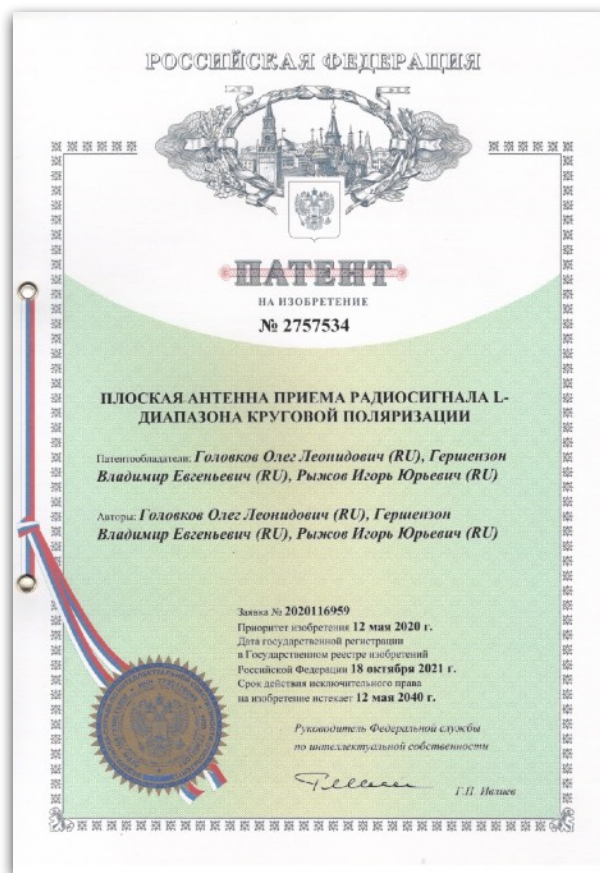 РОССИЙСКАЯ ФЕДЕРАЦИЯ
ПАТЕНТ
НА ИЗОБРЕТЕНИЕ
№ 2757534
ПЛОСКАЯ АНТЕННА ПРИЕМА РАДИОСИГНАЛА L-
ДИАПАЗОНА КРУГОВОЙ ПОЛЯРИЗАЦИИ
Патентообладатели: Головков Олег Леонидович (RU), Гершензон
Владимир Евгеньевич (RU), Рыжов Игорь Юрьевич (RU)
Авторы: Головков Олег Леонидович (RU), Гершензон
Владимир Евгеньевич (RU), Рыжов Игорь Юрьевич (RU)
Заявка № 2020116959
Приоритет изобретения 12 мая 2020 г.
Дата государственной регистрации
в Государственном реестре изобретений
Российской Федерации 18 октября 2021 г.
Срок действия исключительного права
на изобретение истекает 12 мая 2040 г.
Руководитель Федеральной службы
по интеллектуальной собственности
Г.П. Ивлиев